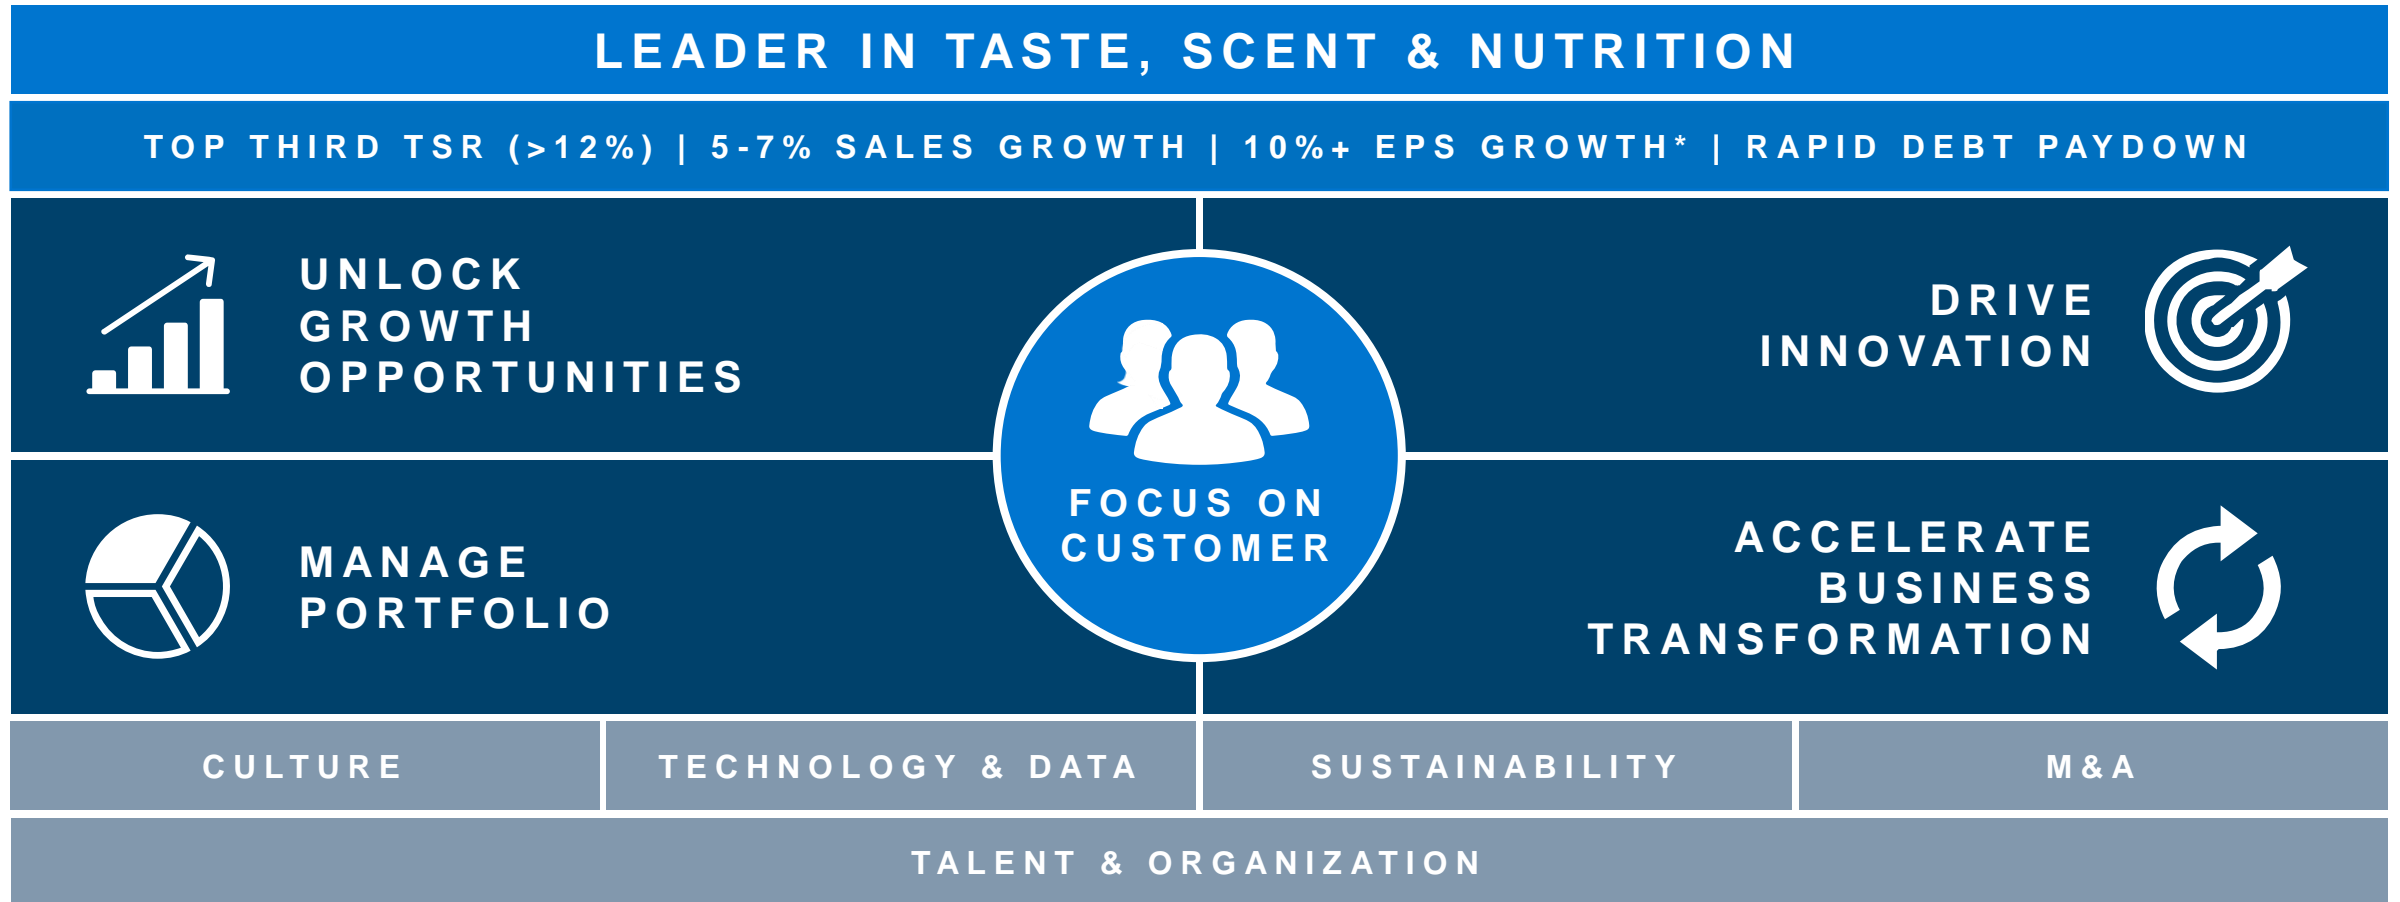 LEADER IN TASTE, SCENT & NUTRITION
TOP THIRD TSR (>12%) | 5-7% SALES GROWTH | 10%+ EPS GROWTH* | RAPID DEBT PAYDOWN
UNLOCK
GROWTH
OPPORTUNITIES
DRIVE
INNOVATION
FOCUS ON
CUSTOMER
MANAGE
PORTFOLIO
ACCELERATE
BUSINESS
TRANSFORMATION
CULTURE
TECHNOLOGY & DATA
SUSTAINABILITY
M&A
TALENT & ORGANIZATION